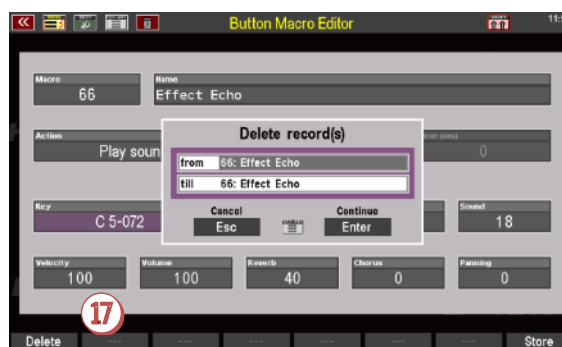 Button Macro Editor
Macro
66
Name
Effect Echo
Action
Play soun
(ms)
0
Delete record(s)
from 66: Effect Echo
till 66: Effect Echo
Cancel
Esc
Continue
Enter
Key
C 5-072
Sound
18
Velocity
100
Volume
100
Reverb
40
Chorus
0
Panning
0
17
Delete --- --- --- --- --- --- Store